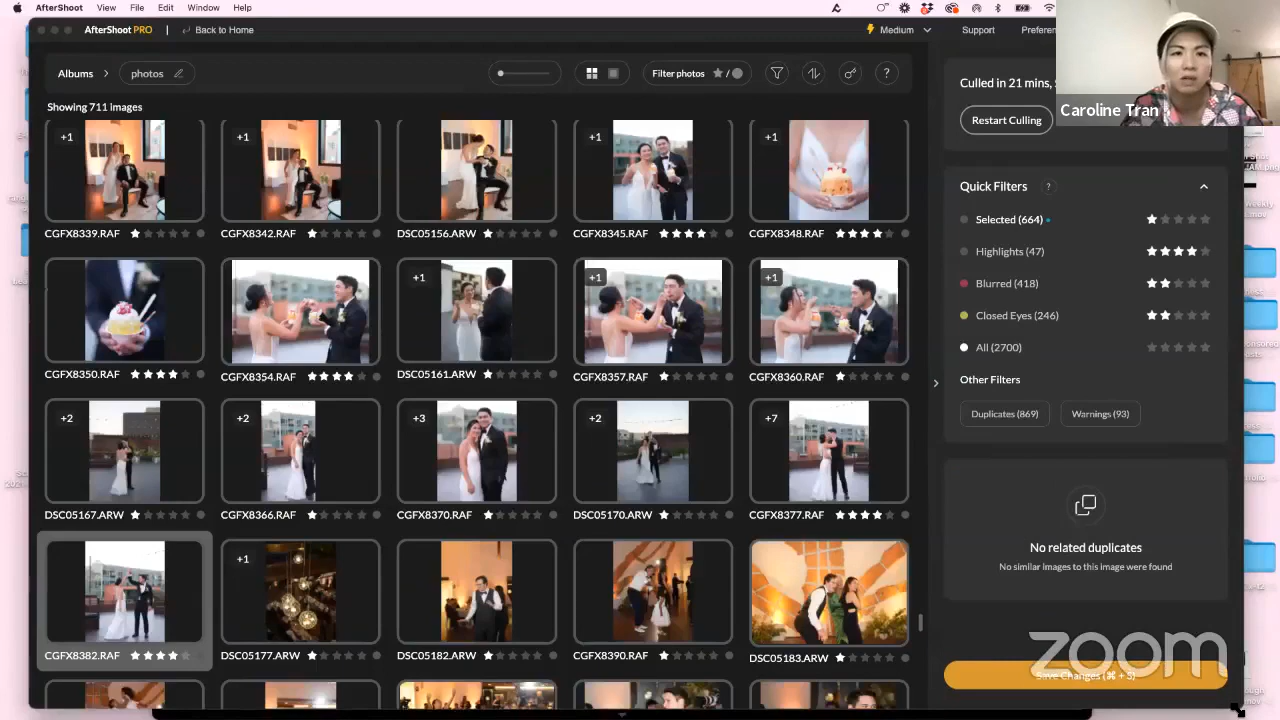 AfterShoot View File Edit Window Help
AfterShoot PRO | Back to Home Medium Support
Albums photos Filter photos / ?
Showing 711 Images
Culled in 21 mins,
Restart Culling
Caroline Tran
+1 +1 +1 +1
CGFX8339.RAF CGFX8342.RAF DSC05156.ARW CGFX8345.RAF CGFX8348.RAF
+1 +1 +1
CGFX8350.RAF CGFX8354.RAF DSC05161.ARW CGFX8357.RAF CGFX8360.RAF
+2 +2 +3 +2 +7
DSC05167.ARW CGFX8366.RAF CGFX8370.RAF DSC05170.ARW CGFX8377.RAF
+1
CGFX8382.RAF DSC05177.ARW DSC05182.ARW CGFX8390.RAF DSC05183.ARW
Quick Filters ?
Selected (664)
Highlights (47)
Blurred (418)
Closed Eyes (246)
All (2700)
Other Filters
Duplicates (869) Warnings (93)
No related duplicates
No similar images to this image were found
Save Changes (⌘ + S)
zoom